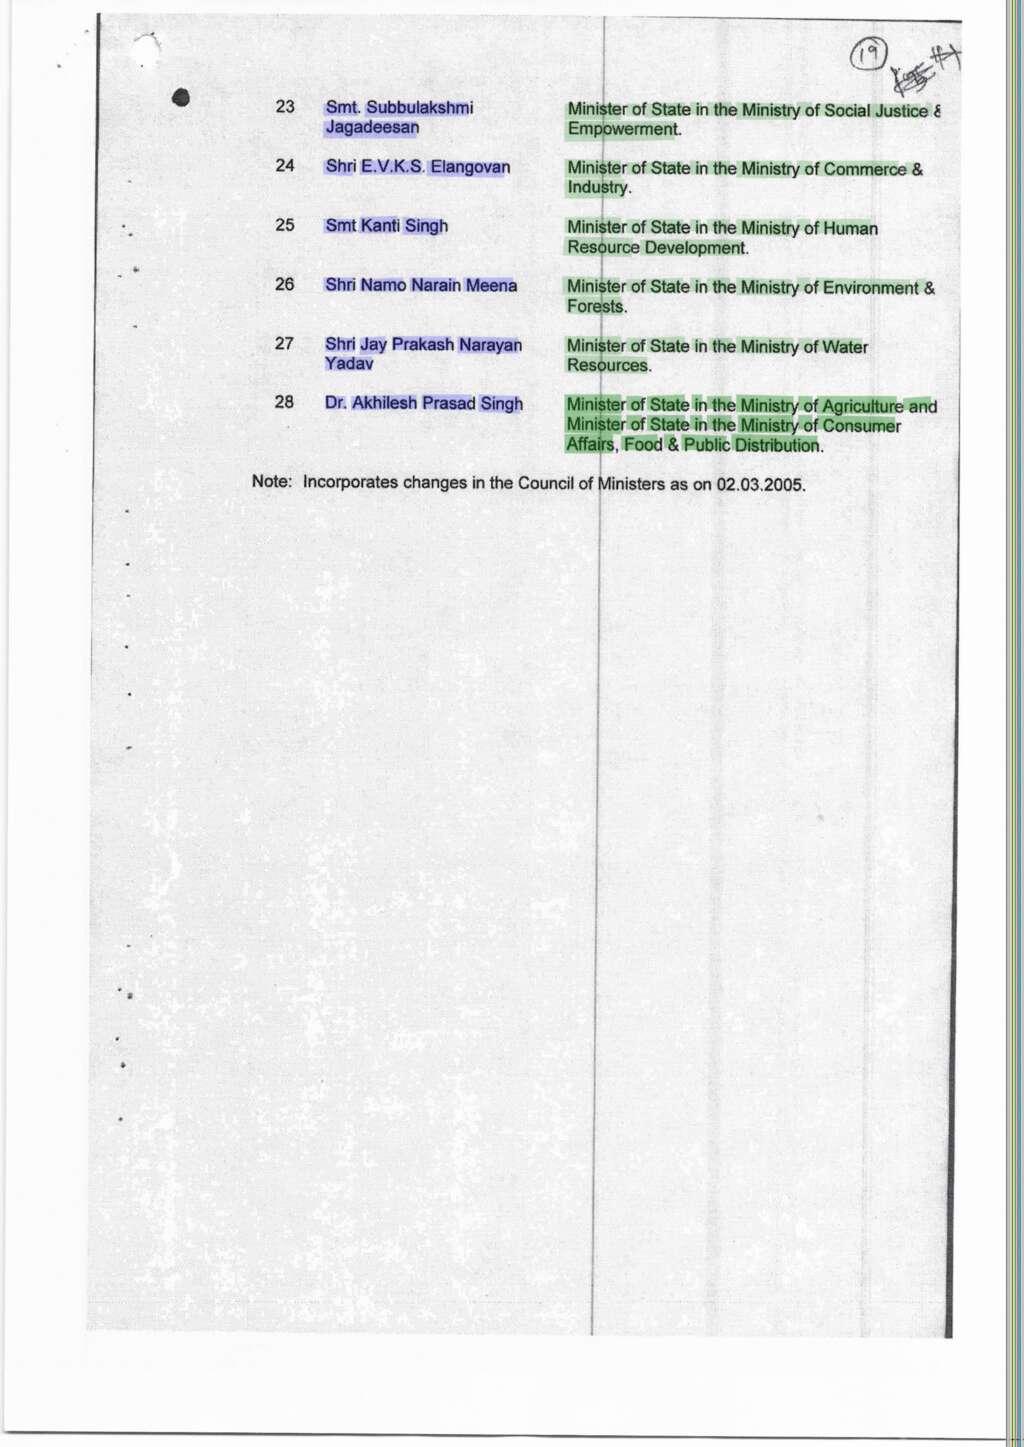 19
23 Smt. Subbulakshmi Minister of State in the Ministry of Social Justice &
Jagadeesan Empowerment.
24 Shri E.V.K.S. Elangovan Minister of State in the Ministry of Commerce &
Industry.
25 Smt Kanti Singh Minister of State in the Ministry of Human
Resource Development.
26 Shri Namo Narain Meena Minister of State in the Ministry of Environment &
Forests.
27 Shri Jay Prakash Narayan Minister of State in the Ministry of Water
Yadav Resources.
28 Dr. Akhilesh Prasad Singh Minister of State in the Ministry of Agriculture and
Minister of State in the Ministry of Consumer
Affairs, Food & Public Distribution.
Note: Incorporates changes in the Council of Ministers as on 02.03.2005.